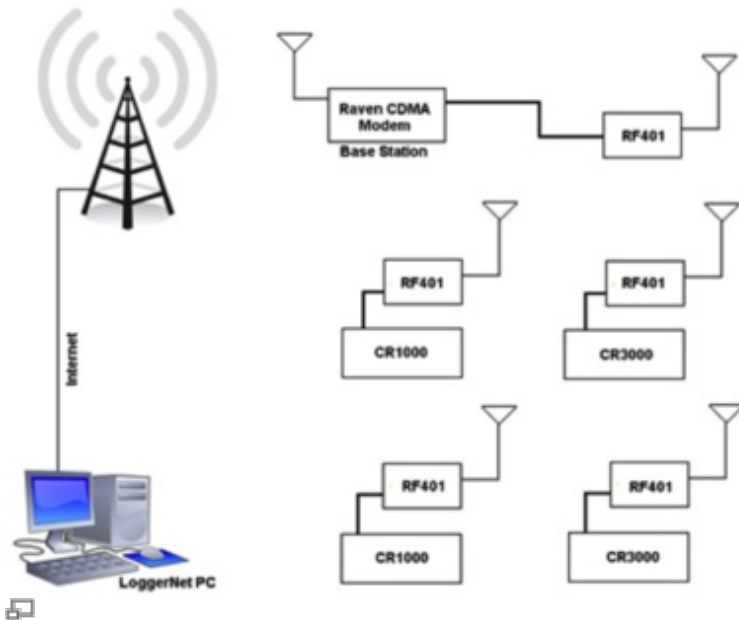 Raven CDMA
Modem
Base Station
RF401
RF401
RF401
CR1000
CR3000
Internet
RF401
RF401
CR1000
CR3000
LoggerNet PC